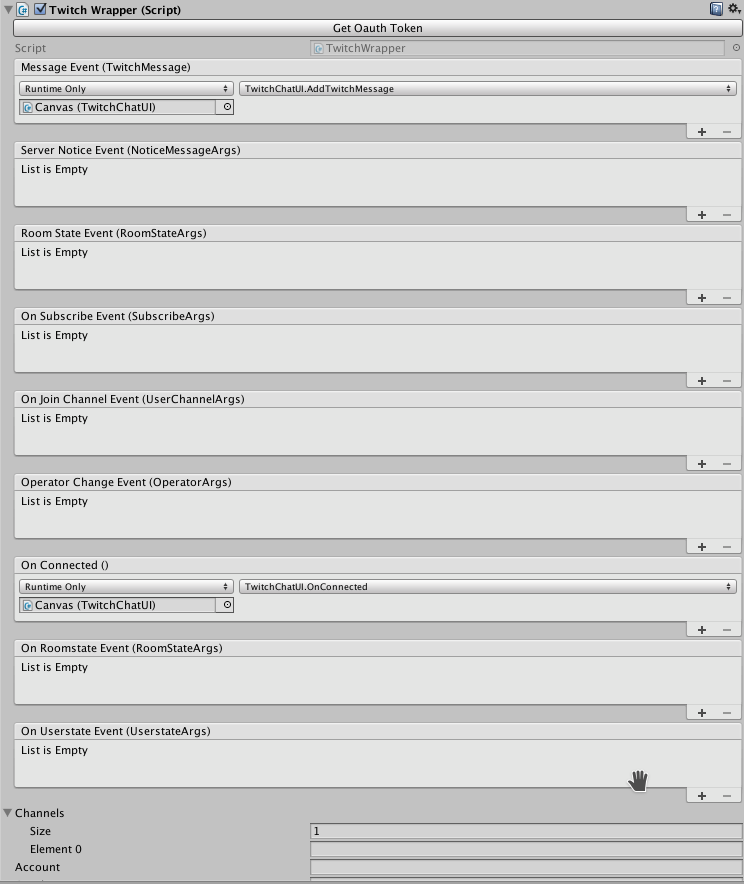 Twitch Wrapper (Script)
Get Oauth Token
Script TwitchWrapper
Message Event (TwitchMessage)
Runtime Only TwitchChatUI.AddTwitchMessage
Canvas (TwitchChatUI)
Server Notice Event (NoticeMessageArgs)
List is Empty
Room State Event (RoomStateArgs)
List is Empty
On Subscribe Event (SubscribeArgs)
List is Empty
On Join Channel Event (UserChannelArgs)
List is Empty
Operator Change Event (OperatorArgs)
List is Empty
On Connected ()
Runtime Only TwitchChatUI.OnConnected
Canvas (TwitchChatUI)
On Roomstate Event (RoomStateArgs)
List is Empty
On Userstate Event (UserstateArgs)
List is Empty
Channels
Size 1
Element 0
Account